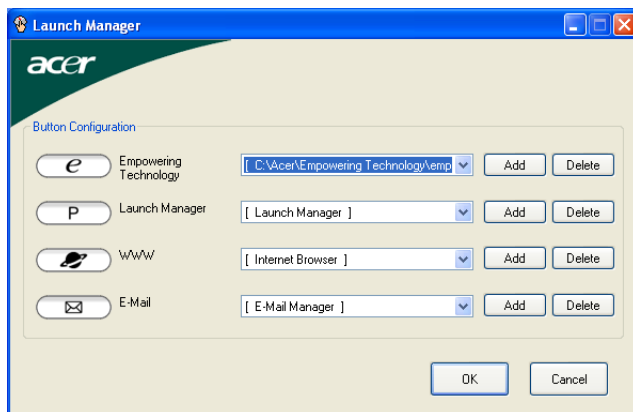 Launch Manager
acer
Button Configuration
e Empowering Technology [ C:\Acer\Empowering Technology\emp Add Delete
P Launch Manager [ Launch Manager ] Add Delete
WWW [ Internet Browser ] Add Delete
E-Mail [ E-Mail Manager ] Add Delete
OK Cancel